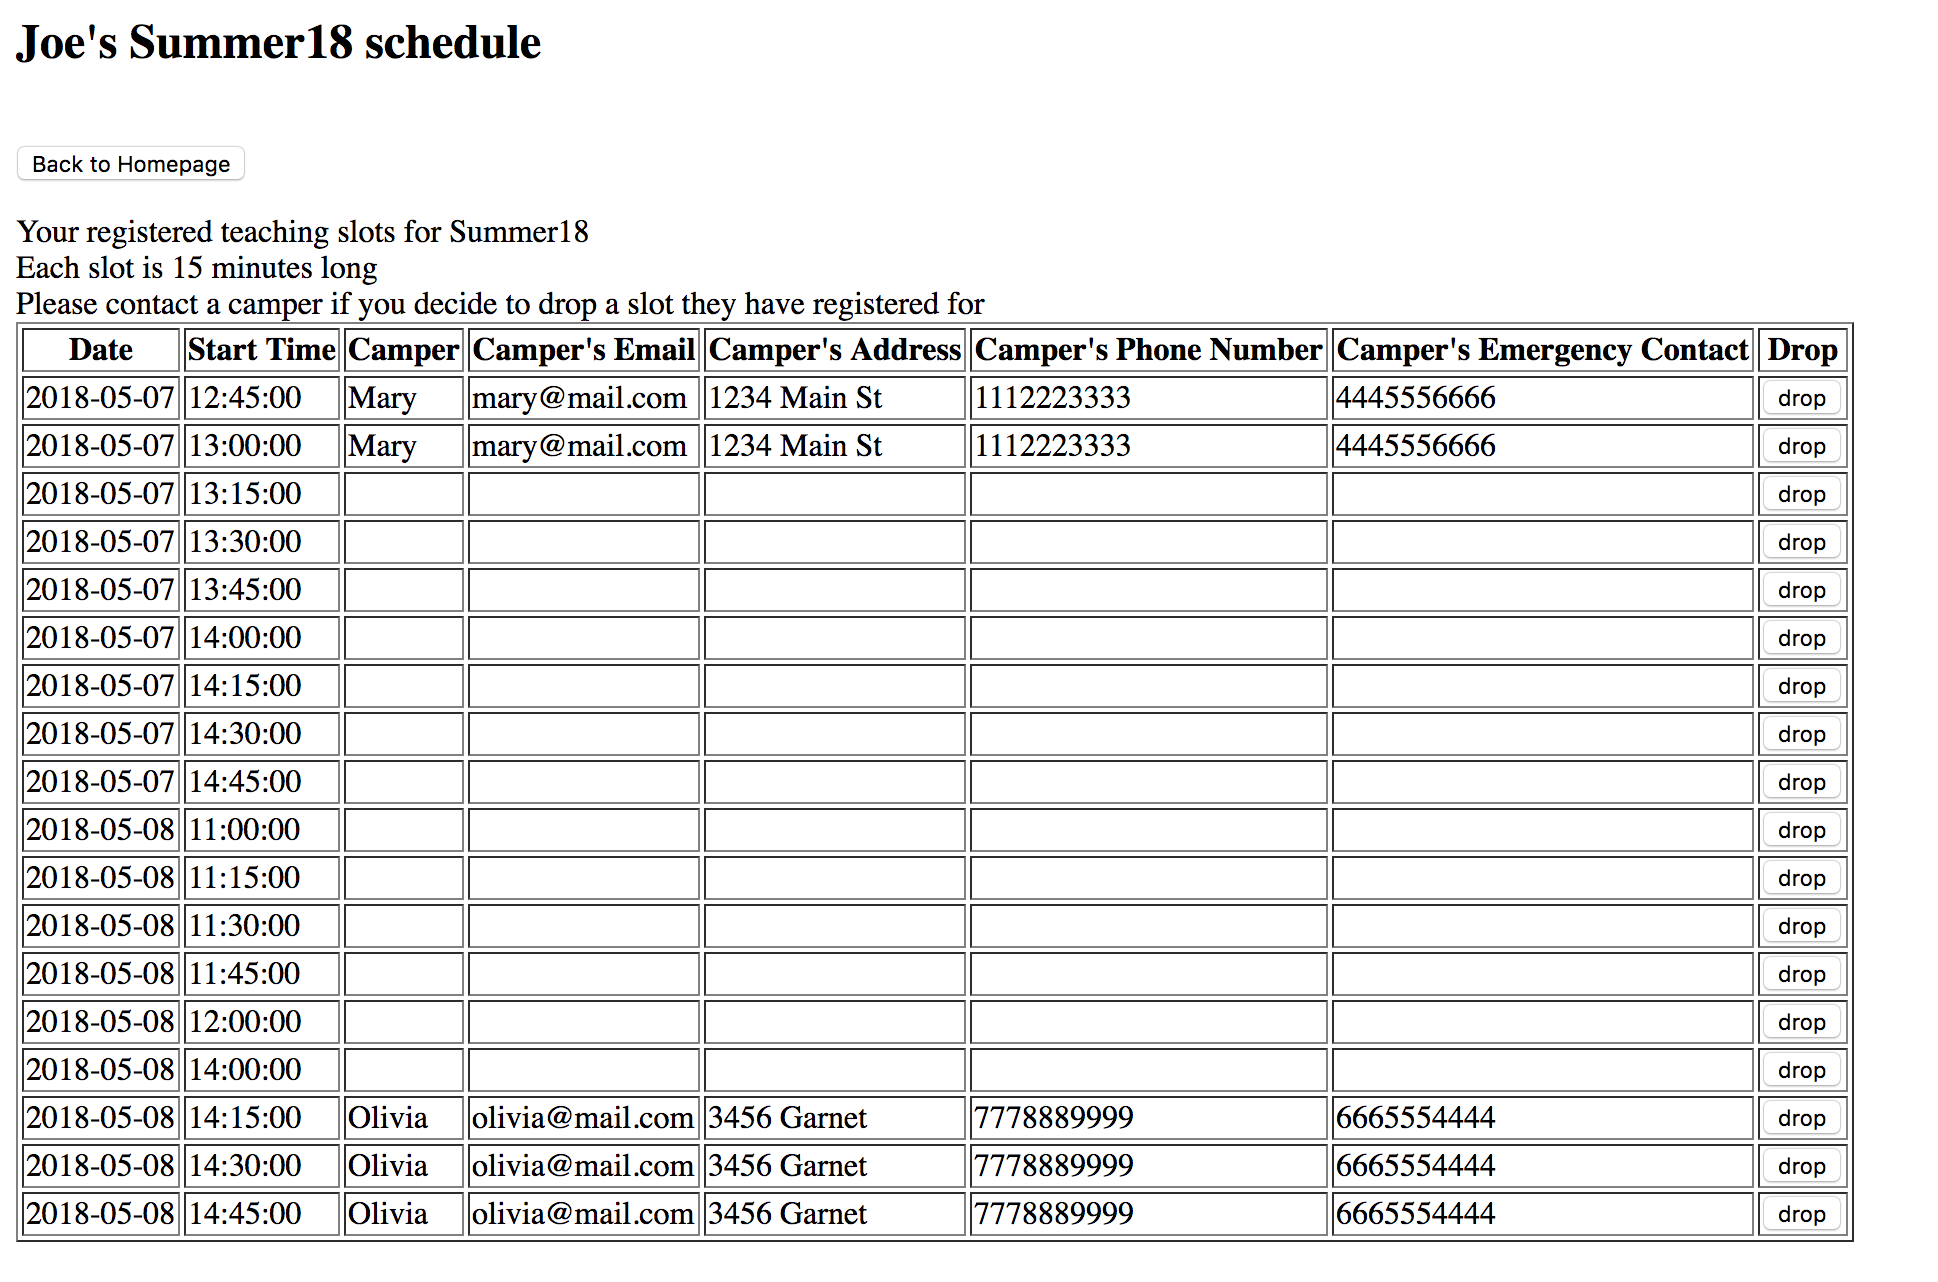 Joe's Summer18 schedule
Back to Homepage
Your registered teaching slots for Summer18
Each slot is 15 minutes long
Please contact a camper if you decide to drop a slot they have registered for
Date Start Time Camper Camper's Email Camper's Address Camper's Phone Number Camper's Emergency Contact Drop
2018-05-07 12:45:00 Mary mary@mail.com 1234 Main St 1112223333 4445556666 drop
2018-05-07 13:00:00 Mary mary@mail.com 1234 Main St 1112223333 4445556666 drop
2018-05-07 13:15:00 drop
2018-05-07 13:30:00 drop
2018-05-07 13:45:00 drop
2018-05-07 14:00:00 drop
2018-05-07 14:15:00 drop
2018-05-07 14:30:00 drop
2018-05-07 14:45:00 drop
2018-05-08 11:00:00 drop
2018-05-08 11:15:00 drop
2018-05-08 11:30:00 drop
2018-05-08 11:45:00 drop
2018-05-08 12:00:00 drop
2018-05-08 14:00:00 drop
2018-05-08 14:15:00 Olivia olivia@mail.com 3456 Garnet 7778889999 6665554444 drop
2018-05-08 14:30:00 Olivia olivia@mail.com 3456 Garnet 7778889999 6665554444 drop
2018-05-08 14:45:00 Olivia olivia@mail.com 3456 Garnet 7778889999 6665554444 drop